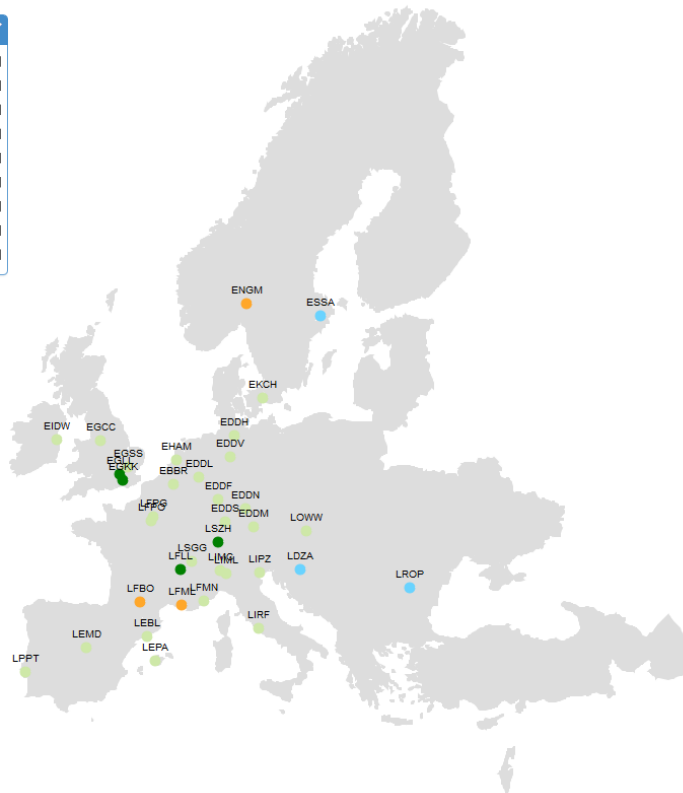 ENGM
ESSA
EKCH
EIDW
EGCC
EDDH
EGSS
EHAM
EDDV
EGLL
EGKK
EBBR
EDDL
EDDF
EDDN
LFPG
LFPO
EDDS
EDDM
LOWW
LSZH
LSGG
LFLL
LIMC
LIML
LIPZ
LDZA
LROP
LFBO
LFML
LFMN
LEBL
LIRF
LEMD
LEPA
LPPT